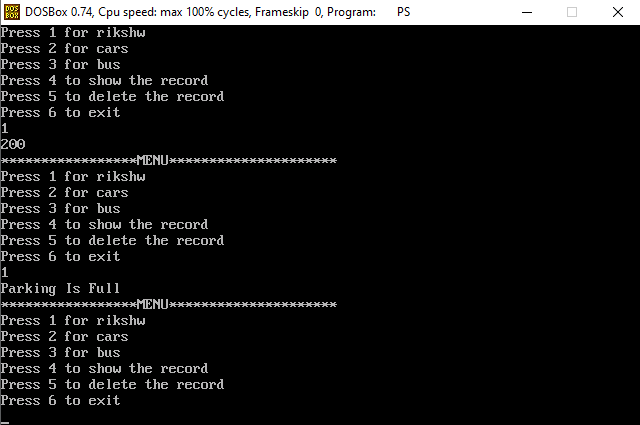 DOS BOX DOSBox 0.74, Cpu speed: max 100% cycles, Frameskip 0, Program: PS
Press 1 for rikshw
Press 2 for cars
Press 3 for bus
Press 4 to show the record
Press 5 to delete the record
Press 6 to exit
1
200
*****************MENU*********************
Press 1 for rikshw
Press 2 for cars
Press 3 for bus
Press 4 to show the record
Press 5 to delete the record
Press 6 to exit
1
Parking Is Full
*****************MENU*********************
Press 1 for rikshw
Press 2 for cars
Press 3 for bus
Press 4 to show the record
Press 5 to delete the record
Press 6 to exit
_